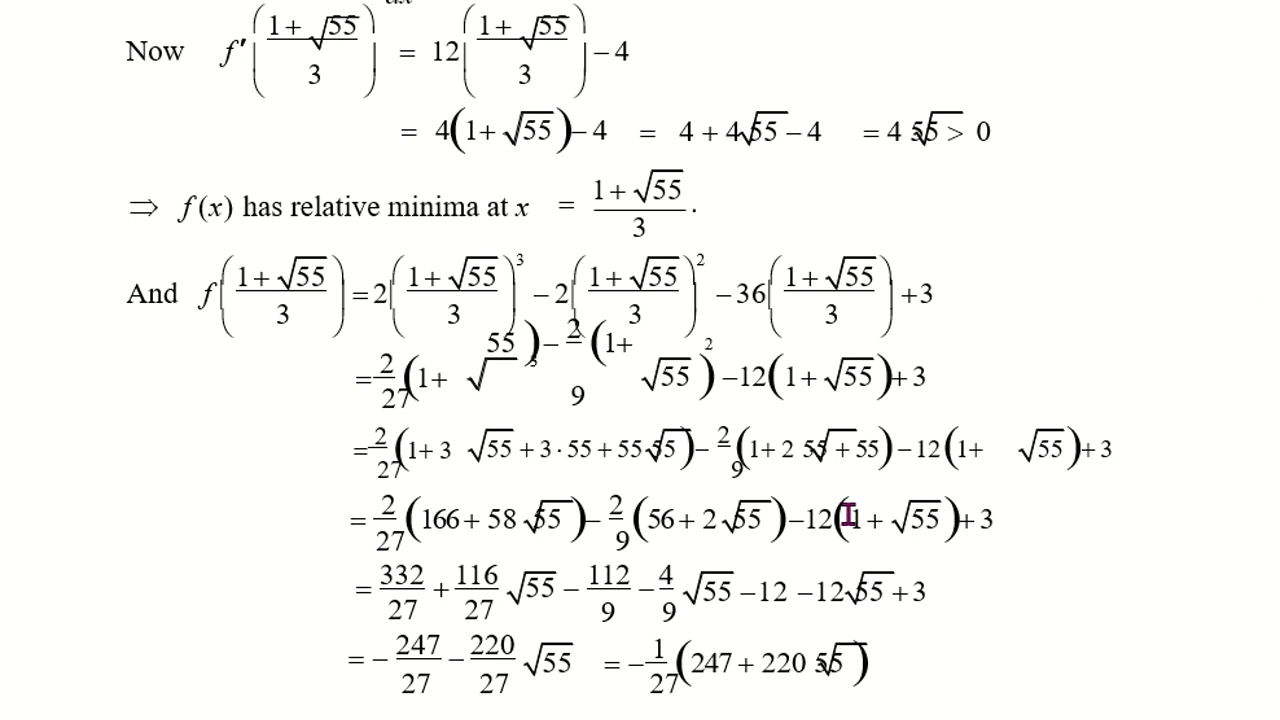 Now f′((1+√55)/3) = 12((1+√55)/3) − 4
= 4(1+√55) − 4 = 4 + 4√55 − 4 = 4√55 > 0
⇒ f(x) has relative minima at x = (1+√55)/3 .
And f((1+√55)/3) = 2((1+√55)/3)³ − 2((1+√55)/3)² − 36((1+√55)/3) + 3
= 2/27 (1+√55)³ − 2/9 (1+√55)² − 12(1+√55) + 3
= 2/27 (1+3√55 + 3·55 + 55√55) − 2/9 (1+2√55 + 55) − 12(1+√55) + 3
= 2/27 (166 + 58√55) − 2/9 (56 + 2√55) − 12(1+√55) + 3
= 332/27 + 116/27 √55 − 112/9 − 4/9 √55 − 12 − 12√55 + 3
= − 247/27 − 220/27 √55 = − 1/27 (247 + 220√55)